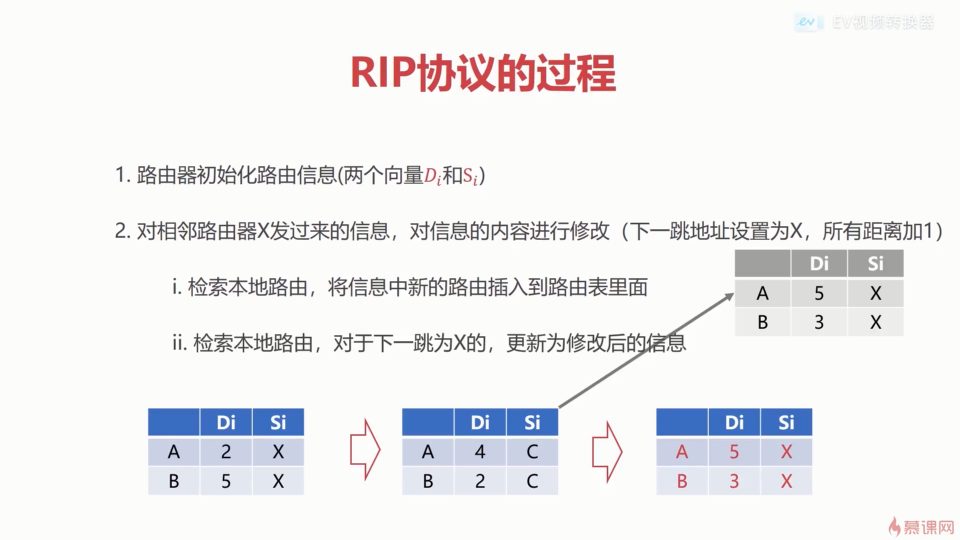 EV视频转换器
RIP协议的过程
1. 路由器初始化路由信息(两个向量Di和Si)
2. 对相邻路由器X发过来的信息，对信息的内容进行修改（下一跳地址设置为X，所有距离加1）
Di Si
A 5 X
B 3 X
i. 检索本地路由，将信息中新的路由插入到路由表里面
ii. 检索本地路由，对于下一跳为X的，更新为修改后的信息
Di Si
A 2 X
B 5 X
Di Si
A 4 C
B 2 C
Di Si
A 5 X
B 3 X
慕课网